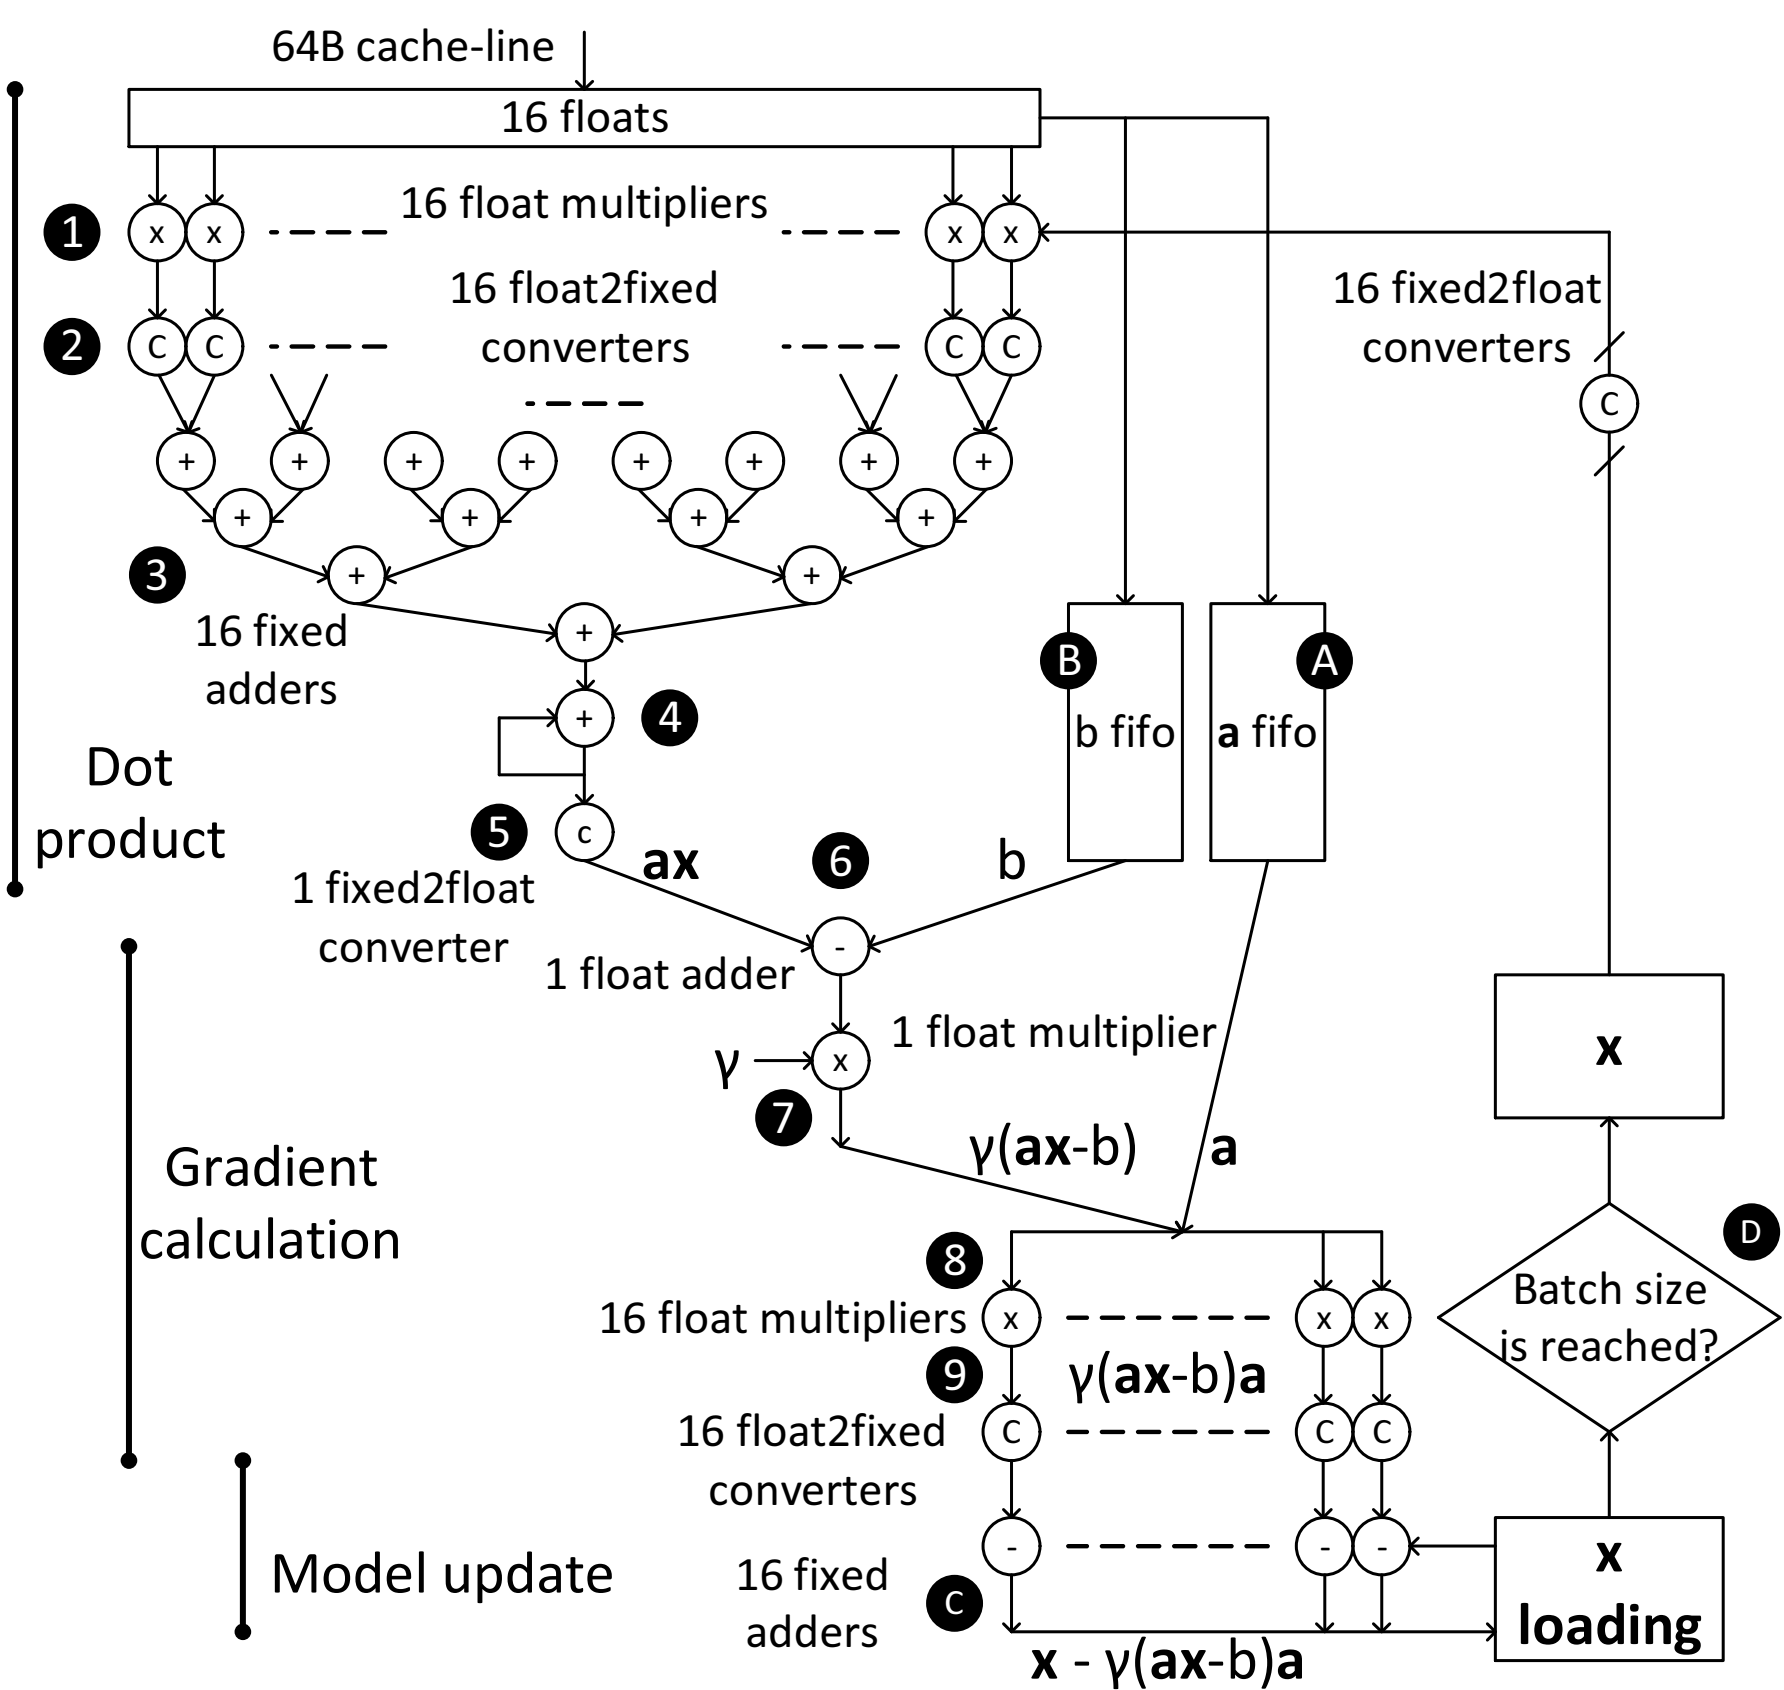 64B cache-line
16 floats
1
x x x x
16 float multipliers
2
C C C C
16 float2fixed
converters
16 fixed2float
converters
C
+ + + + + + + +
+ + + +
3
+ +
16 fixed
adders
+
+
4
B
b fifo
A
a fifo
Dot
product
5
c
1 fixed2float
converter
ax
6
b
-
1 float adder
γ
x
1 float multiplier
7
γ(ax-b)
a
x
Gradient
calculation
8
16 float multipliers
x x x
9
γ(ax-b)a
16 float2fixed
converters
C C C
D
Batch size
is reached?
Model update
- - -
16 fixed
adders
C
x - γ(ax-b)a
x
loading